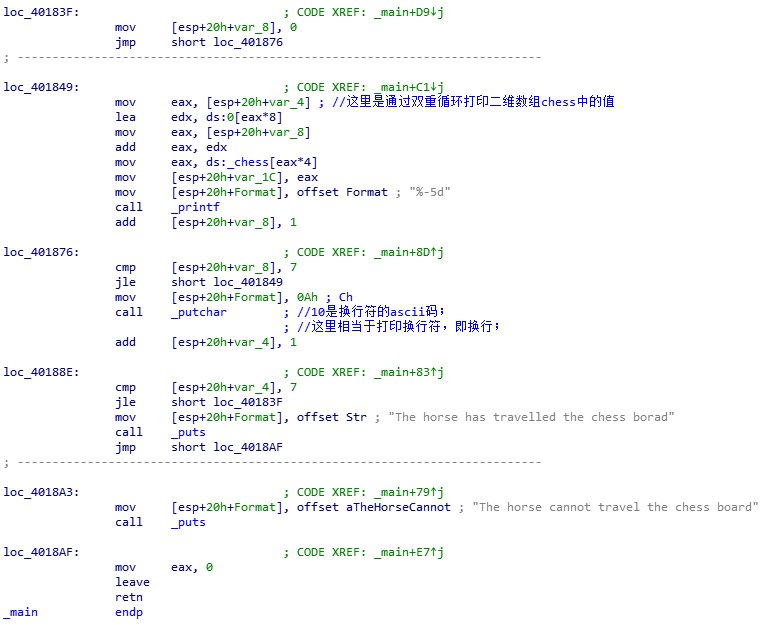 loc_40183F: ; CODE XREF: _main+D9↓j
mov [esp+20h+var_8], 0
jmp short loc_401876
; ---------------------------------------------------------------------------
loc_401849: ; CODE XREF: _main+C1↓j
mov eax, [esp+20h+var_4] ; //这里是通过双重循环打印二维数组chess中的值
lea edx, ds:0[eax*8]
mov eax, [esp+20h+var_8]
add eax, edx
mov eax, ds:_chess[eax*4]
mov [esp+20h+var_1C], eax
mov [esp+20h+Format], offset Format ; "%-5d"
call _printf
add [esp+20h+var_8], 1
loc_401876: ; CODE XREF: _main+8D↑j
cmp [esp+20h+var_8], 7
jle short loc_401849
mov [esp+20h+Format], 0Ah ; Ch
call _putchar ; //10是换行符的ascii码;
; //这里相当于打印换行符，即换行;
add [esp+20h+var_4], 1
loc_40188E: ; CODE XREF: _main+83↑j
cmp [esp+20h+var_4], 7
jle short loc_40183F
mov [esp+20h+Format], offset Str ; "The horse has travelled the chess borad"
call _puts
jmp short loc_4018AF
; ---------------------------------------------------------------------------
loc_4018A3: ; CODE XREF: _main+79↑j
mov [esp+20h+Format], offset aTheHorseCannot ; "The horse cannot travel the chess board"
call _puts
loc_4018AF: ; CODE XREF: _main+E7↑j
mov eax, 0
leave
retn
_main endp